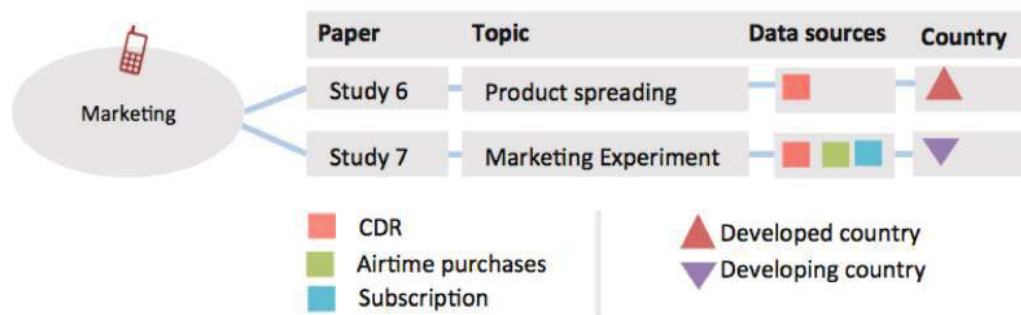 Paper Topic Data sources Country
Marketing
Study 6 Product spreading
Study 7 Marketing Experiment
CDR
Airtime purchases
Subscription
Developed country
Developing country